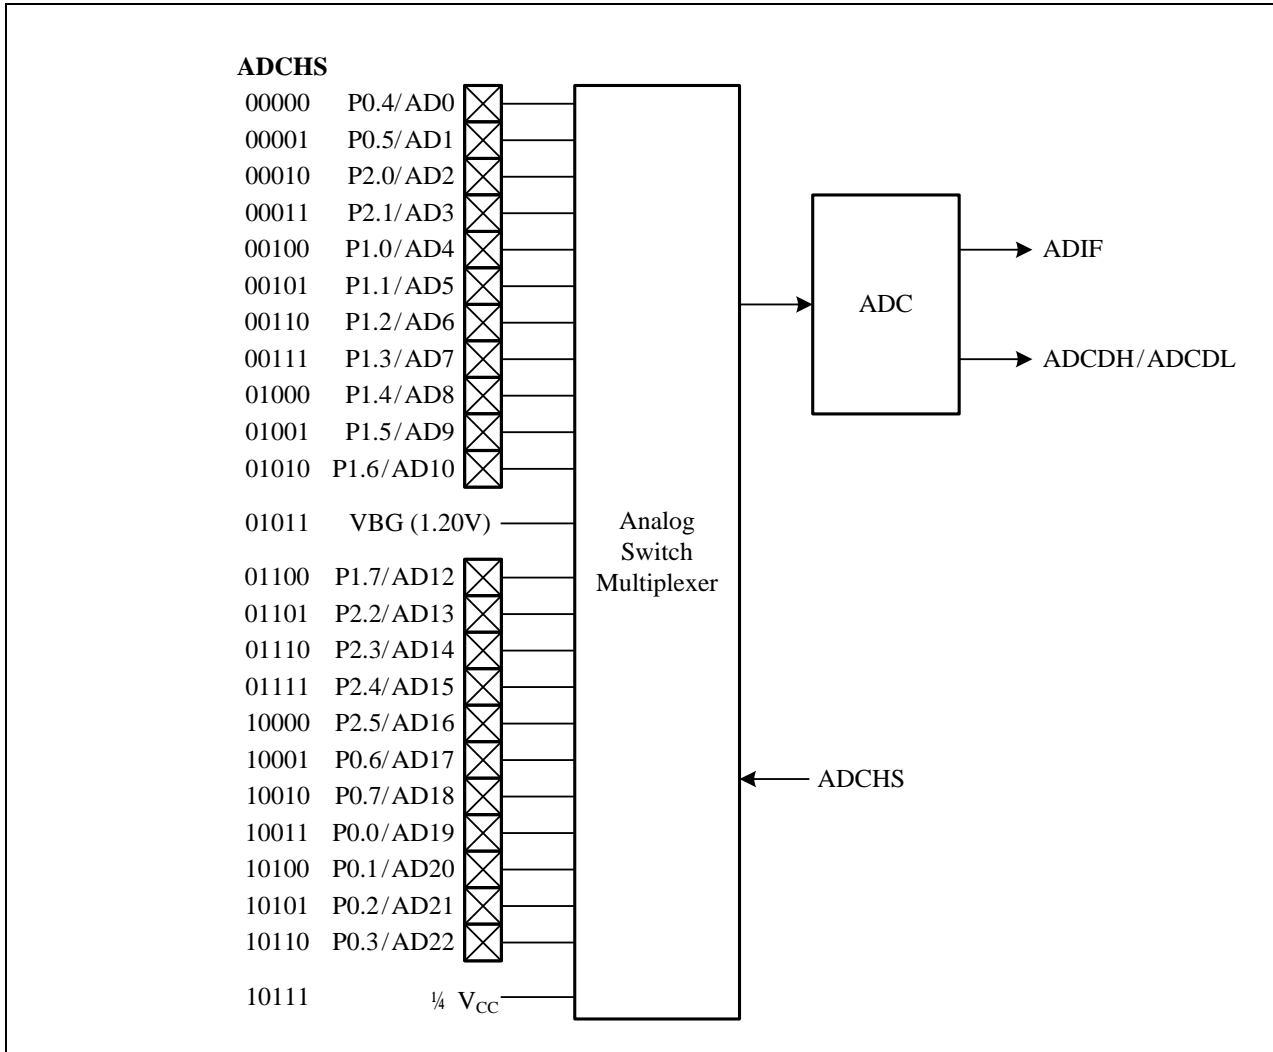 ADCHS
00000 P0.4/AD0
00001 P0.5/AD1
00010 P2.0/AD2
00011 P2.1/AD3
00100 P1.0/AD4
00101 P1.1/AD5
00110 P1.2/AD6
00111 P1.3/AD7
01000 P1.4/AD8
01001 P1.5/AD9
01010 P1.6/AD10
01011 VBG (1.20V)
01100 P1.7/AD12
01101 P2.2/AD13
01110 P2.3/AD14
01111 P2.4/AD15
10000 P2.5/AD16
10001 P0.6/AD17
10010 P0.7/AD18
10011 P0.0/AD19
10100 P0.1/AD20
10101 P0.2/AD21
10110 P0.3/AD22
10111 ¼ VCC
Analog
Switch
Multiplexer
ADC
ADIF
ADCDH/ADCDL
ADCHS